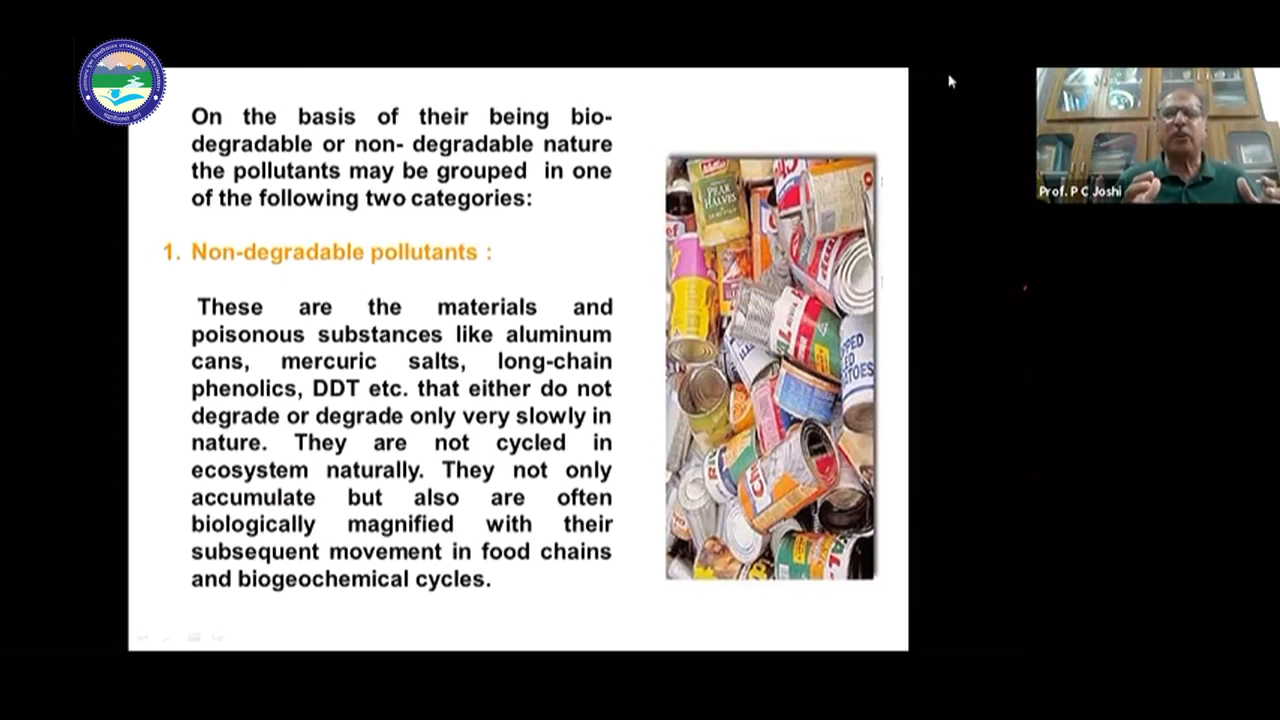 On the basis of their being bio-
degradable or non- degradable nature
the pollutants may be grouped in one
of the following two categories:
1. Non-degradable pollutants :
These are the materials and
poisonous substances like aluminum
cans, mercuric salts, long-chain
phenolics, DDT etc. that either do not
degrade or degrade only very slowly in
nature. They are not cycled in
ecosystem naturally. They not only
accumulate but also are often
biologically magnified with their
subsequent movement in food chains
and biogeochemical cycles.
PEAR
HALVES
Prof. P C Joshi